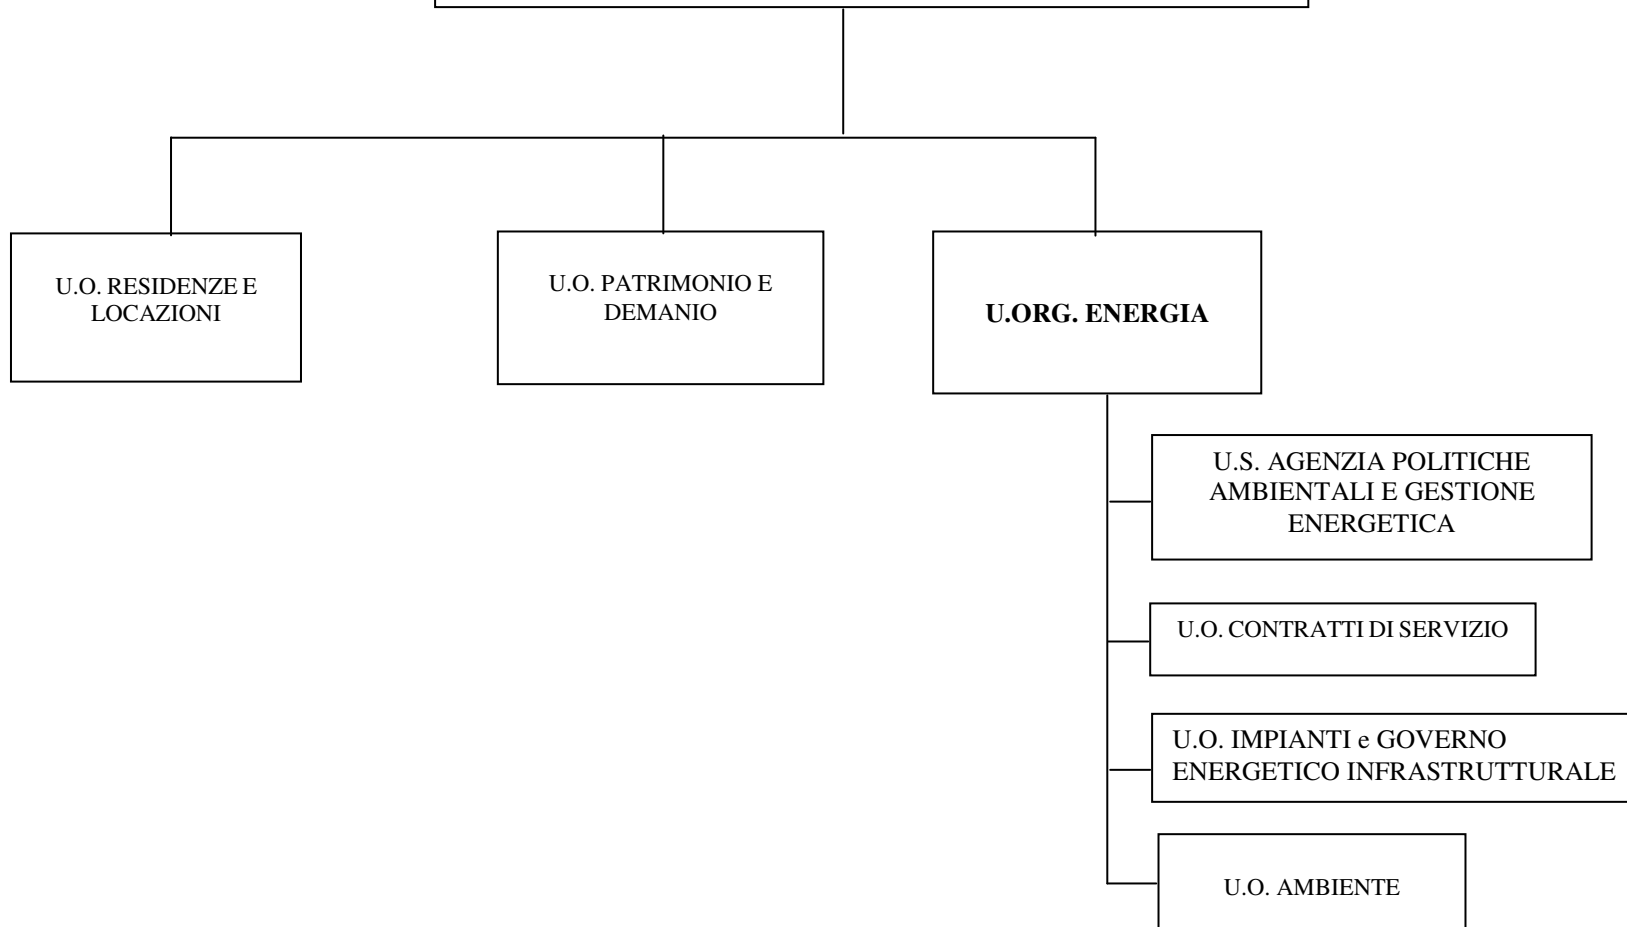 U.O. RESIDENZE E
LOCAZIONI
U.O. PATRIMONIO E
DEMANIO
U.ORG. ENERGIA
U.S. AGENZIA POLITICHE
AMBIENTALI E GESTIONE
ENERGETICA
U.O. CONTRATTI DI SERVIZIO
U.O. IMPIANTI e GOVERNO
ENERGETICO INFRASTRUTTURALE
U.O. AMBIENTE